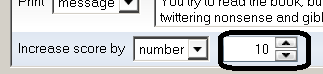 Print message You try to read the book, bu
twittering nonsense and gibl
Increase score by number 10